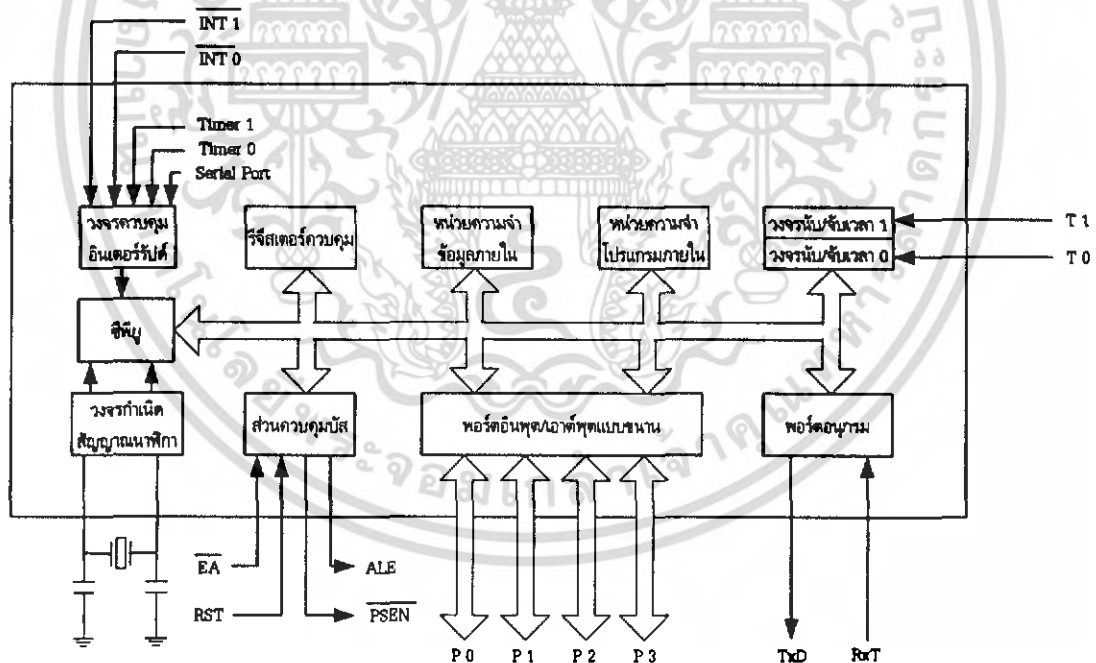 INT 1
INT 0
Timer 1
Timer 0
Serial Port
วงจรควบคุม
อินเตอร์รัปต์
รีจีสเตอร์ควบคุม
หน่วยความจำ
ข้อมูลภายใน
หน่วยความจำ
โปรแกรมภายใน
วงจรนับ/จับเวลา 1
วงจรนับ/จับเวลา 0
T 1
T 0
ซีพียู
วงจรกำเนิด
สัญญาณนาฬิกา
ส่วนควบคุมบัส
พอร์ตอินพุต/เอาต์พุตแบบขนาน
พอร์ตอนุกรม
EA
ALE
RST
PSEN
P 0
P 1
P 2
P 3
TxD
RxT